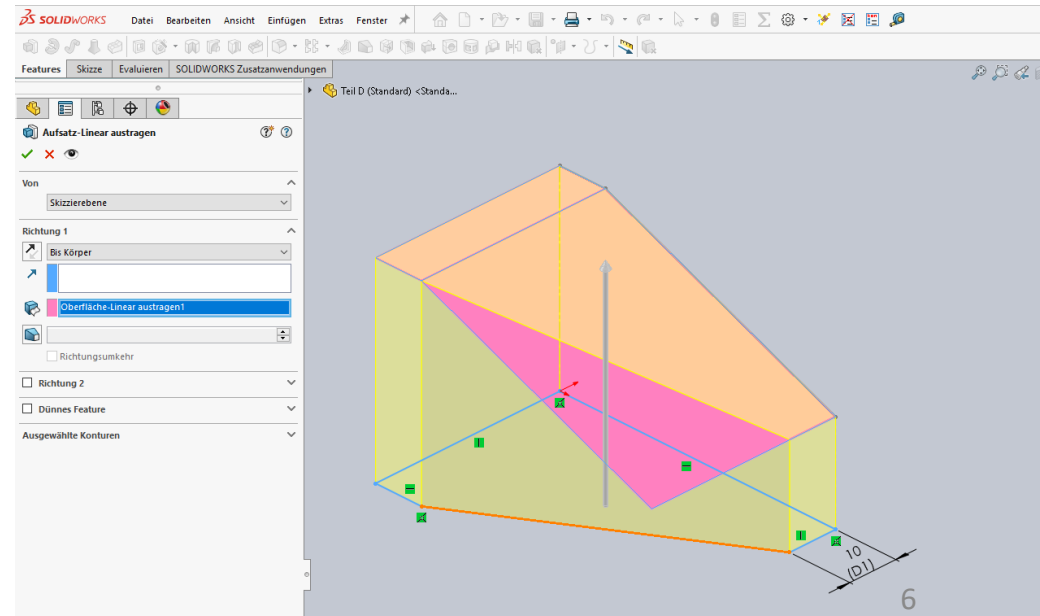 SOLIDWORKS Datei Bearbeiten Ansicht Einfügen Extras Fenster
Features Skizze Evaluieren SOLIDWORKS Zusatzanwendungen
Teil D (Standard) <Standa...
Aufsatz-Linear austragen
Von
Skizzierebene
Richtung 1
Bis Körper
Oberfläche-Linear austragen1
Richtungsumkehr
Richtung 2
Dünnes Feature
Ausgewählte Konturen
10
(D1)
6